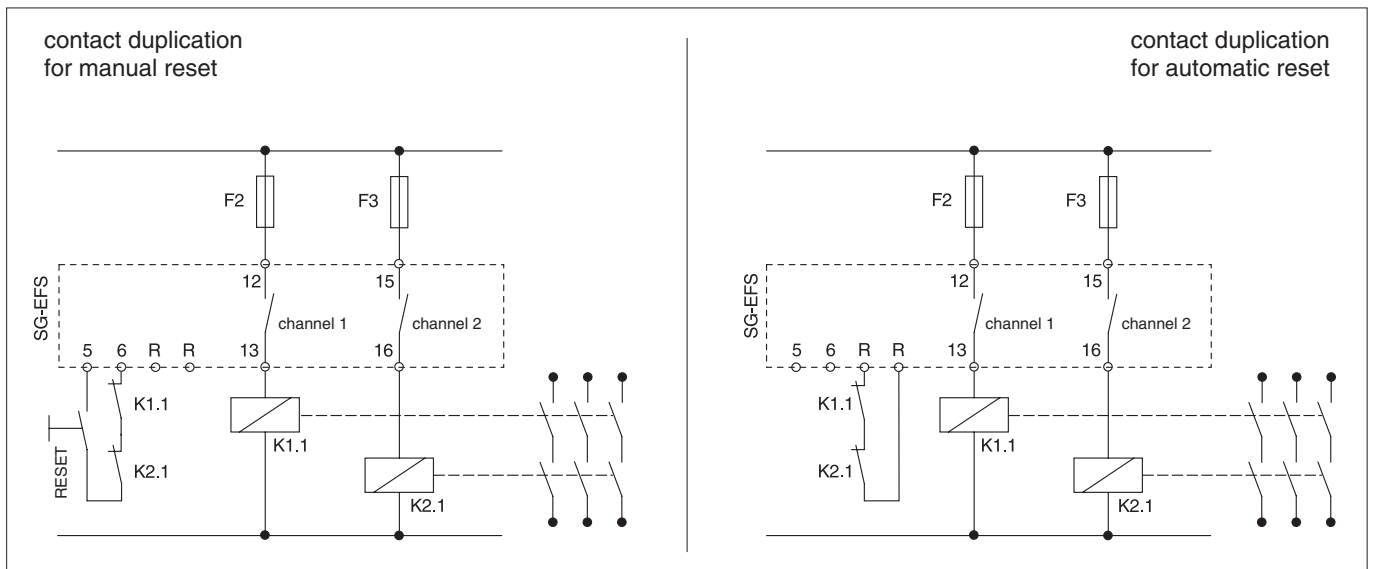 contact duplication
for manual reset
F2
F3
SG-EFS
12
15
channel 1
channel 2
5
6
R
R
13
16
K1.1
K2.1
RESET
K1.1
K2.1
contact duplication
for automatic reset
F2
F3
SG-EFS
12
15
channel 1
channel 2
5
6
R
R
13
16
K1.1
K2.1
K1.1
K2.1